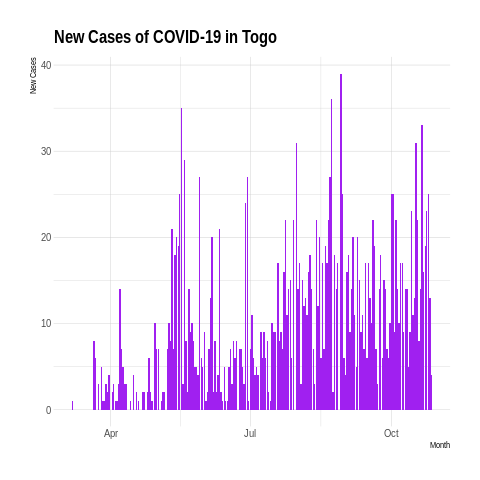 New Cases of COVID-19 in Togo
New Cases
40
30
20
10
0
Apr
Jul
Oct
Month